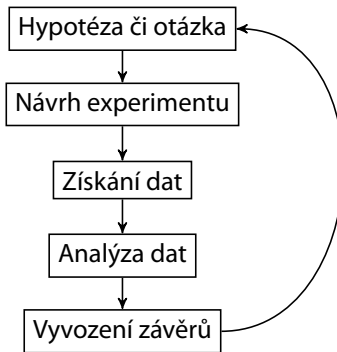 Hypotéza či otázka
Návrh experimentu
Získání dat
Analýza dat
Vyvození závěrů